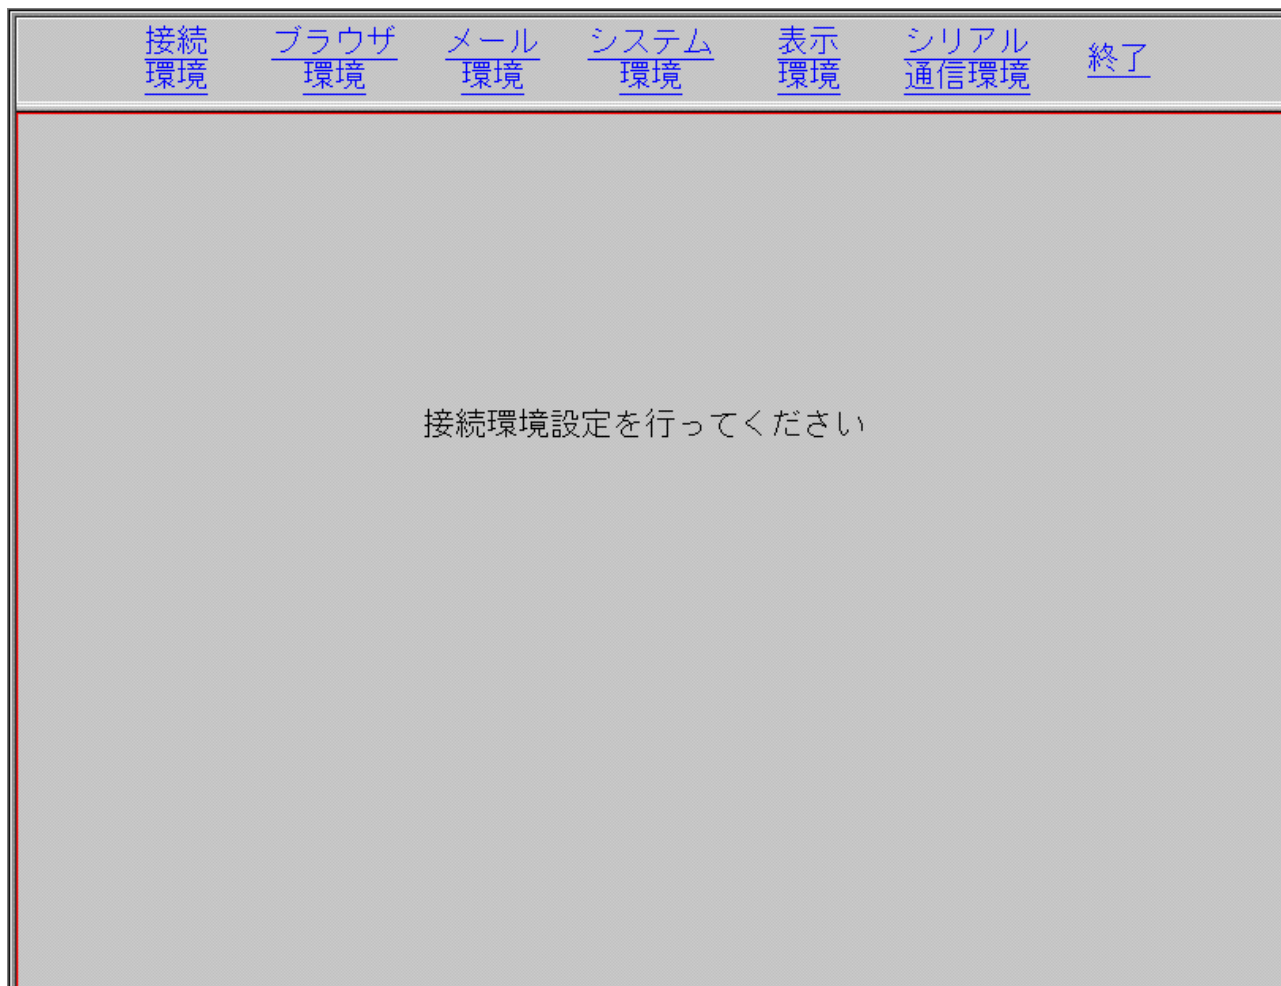 接続
環境
ブラウザ
環境
メール
環境
システム
環境
表示
環境
シリアル
通信環境
終了
接続環境設定を行ってください